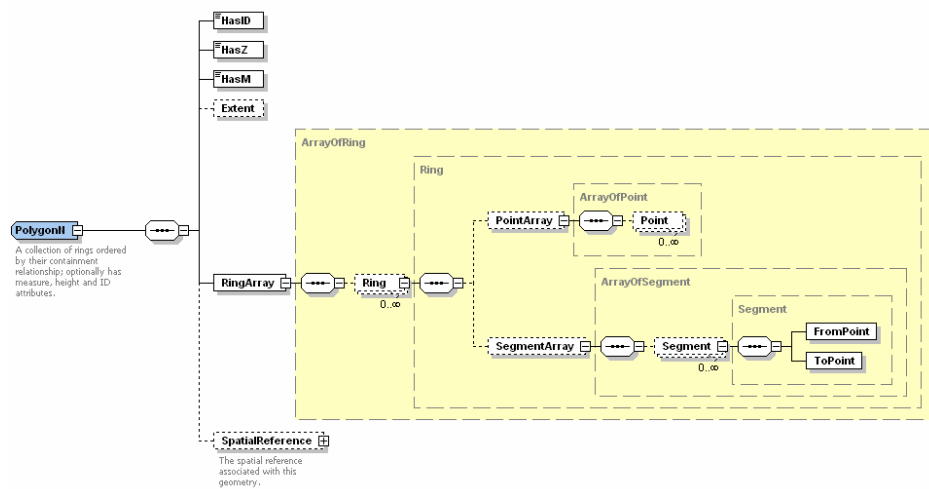 HasID
HasZ
HasM
Extent
ArrayOfRing
Ring
ArrayOfPoint
PointArray
Point
0..∞
PolygonN
A collection of rings ordered
by their containment
relationship; optionally has
measure, height and ID
attributes.
RingArray
Ring
0..∞
ArrayOfSegment
Segment
FromPoint
SegmentArray
Segment
0..∞
ToPoint
SpatialReference
The spatial reference
associated with this
geometry.